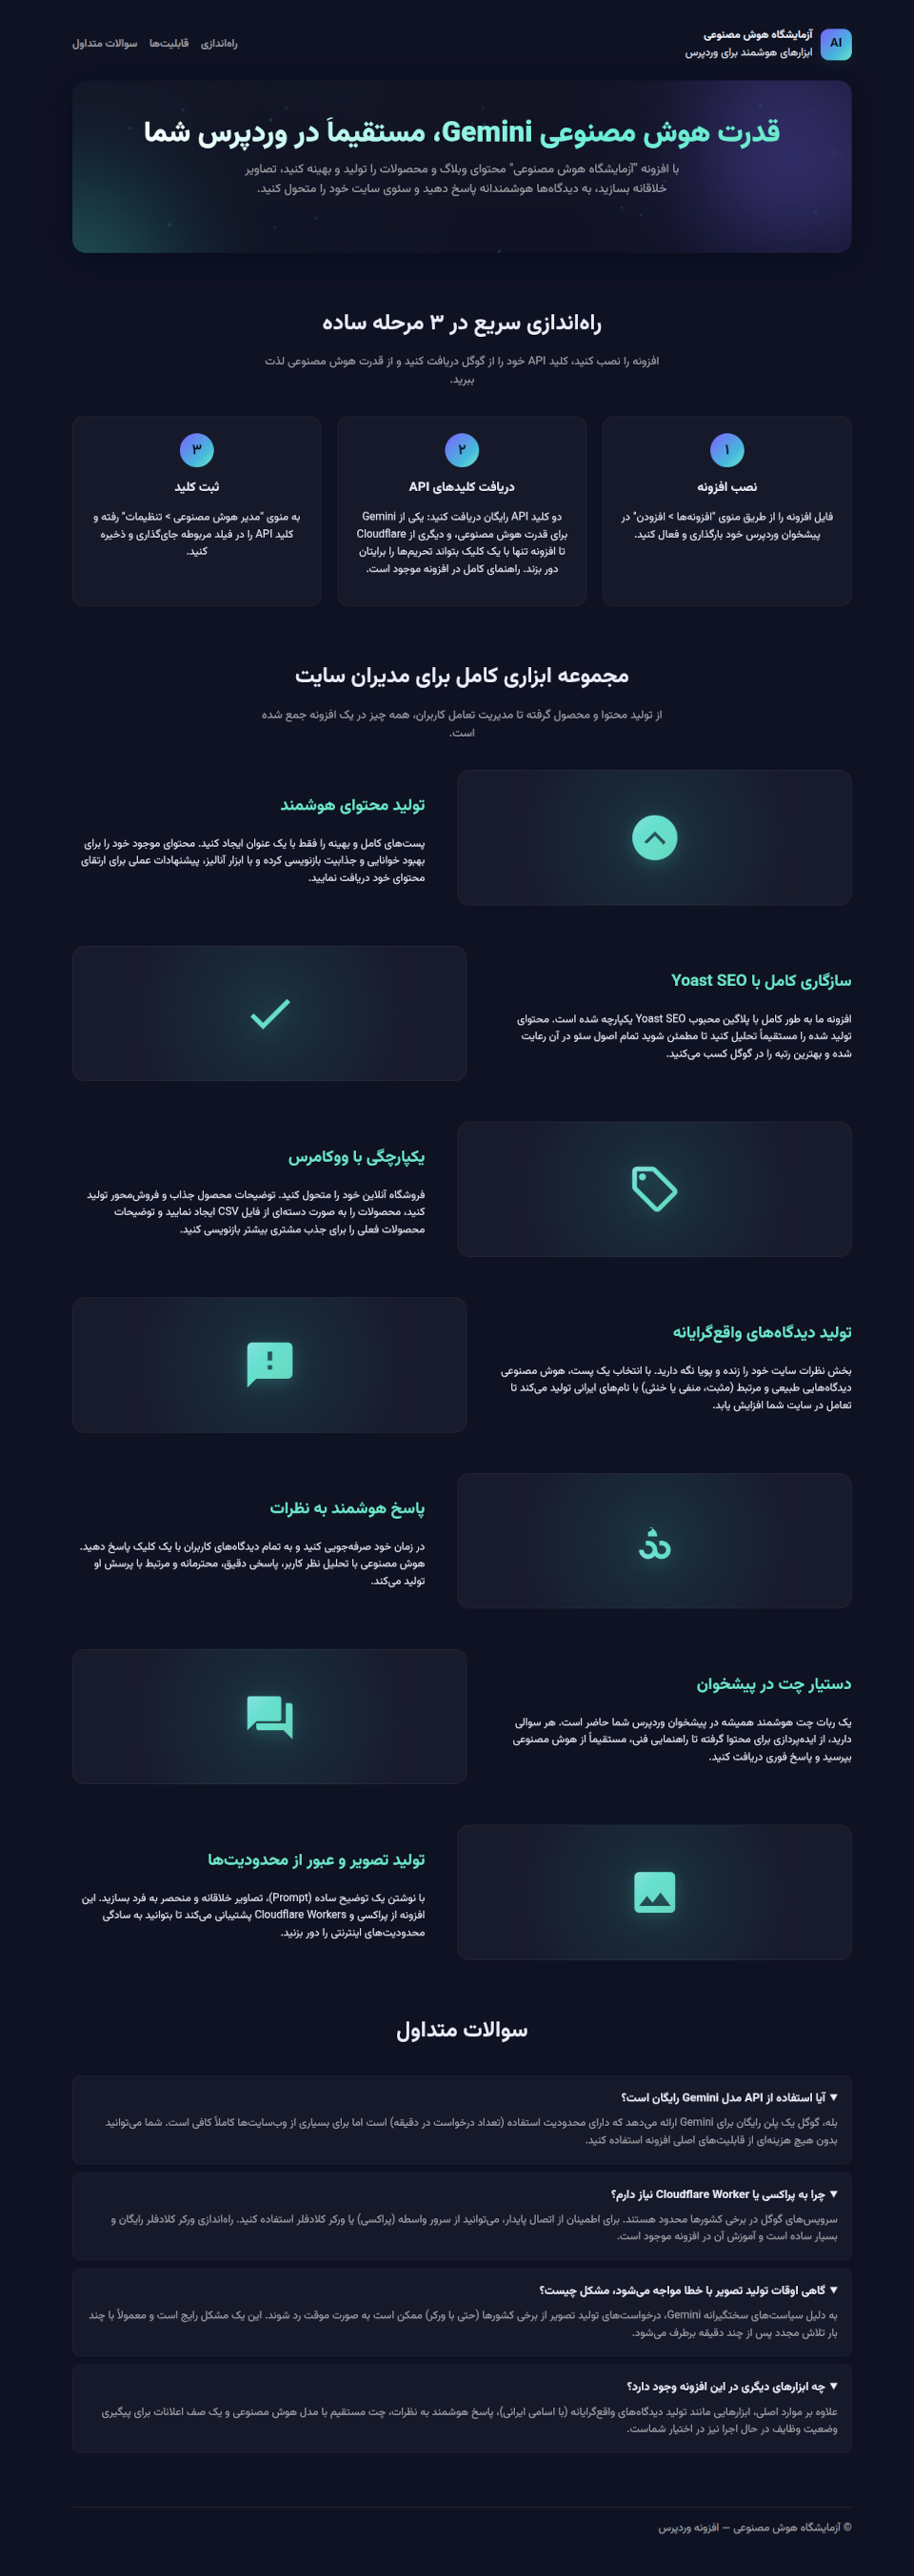 AI
آزمایشگاه هوش مصنوعی
ابزارهای هوشمند برای وردپرس
راه‌اندازی
قابلیت‌ها
سوالات متداول
قدرت هوش مصنوعی Gemini، مستقیماً در وردپرس شما
با افزونه "آزمایشگاه هوش مصنوعی" محتوای وبلاگ و محصولات را تولید و بهینه کنید، تصاویر
خلاقانه بسازید، به دیدگاه‌ها هوشمندانه پاسخ دهید و سئوی سایت خود را متحول کنید.
راه‌اندازی سریع در ۳ مرحله ساده
افزونه را نصب کنید، کلید API خود را از گوگل دریافت کنید و از قدرت هوش مصنوعی لذت
ببرید.
۱
نصب افزونه
فایل افزونه را از طریق منوی "افزونه‌ها > افزودن" در
پیشخوان وردپرس خود بارگذاری و فعال کنید.
۲
دریافت کلیدهای API
دو کلید API رایگان دریافت کنید: یکی از Gemini
برای قدرت هوش مصنوعی، و دیگری از Cloudflare
تا افزونه تنها با یک کلیک بتواند تحریم‌ها را برایتان
دور بزند. راهنمای کامل در افزونه موجود است.
۳
ثبت کلید
به منوی "مدیر هوش مصنوعی > تنظیمات" رفته و
کلید API را در فیلد مربوطه جای‌گذاری و ذخیره
کنید.
مجموعه ابزاری کامل برای مدیران سایت
از تولید محتوا و محصول گرفته تا مدیریت تعامل کاربران، همه چیز در یک افزونه جمع شده
است.
تولید محتوای هوشمند
پست‌های کامل و بهینه را فقط با یک عنوان ایجاد کنید. محتوای موجود خود را برای
بهبود خوانایی و جذابیت بازنویسی کرده و با ابزار آنالیز، پیشنهادات عملی برای ارتقای
محتوای خود دریافت نمایید.
سازگاری کامل با Yoast SEO
افزونه ما به طور کامل با پلاگین محبوب Yoast SEO یکپارچه شده است. محتوای
تولید شده را مستقیماً تحلیل کنید تا مطمئن شوید تمام اصول سئو در آن رعایت
شده و بهترین رتبه را در گوگل کسب می‌کنید.
یکپارچگی با ووکامرس
فروشگاه آنلاین خود را متحول کنید. توضیحات محصول جذاب و فروش‌محور تولید
کنید، محصولات را به صورت دسته‌ای از فایل CSV ایجاد نمایید و توضیحات
محصولات فعلی را برای جذب مشتری بیشتر بازنویسی کنید.
تولید دیدگاه‌های واقع‌گرایانه
بخش نظرات سایت خود را زنده و پویا نگه دارید. با انتخاب یک پست، هوش مصنوعی
دیدگاه‌هایی طبیعی و مرتبط (مثبت، منفی یا خنثی) با نام‌های ایرانی تولید می‌کند تا
تعامل در سایت شما افزایش یابد.
پاسخ هوشمند به نظرات
در زمان خود صرفه‌جویی کنید و به تمام دیدگاه‌های کاربران با یک کلیک پاسخ دهید.
هوش مصنوعی با تحلیل نظر کاربر، پاسخی دقیق، محترمانه و مرتبط با پرسش او
تولید می‌کند.
دستیار چت در پیشخوان
یک ربات چت هوشمند همیشه در پیشخوان وردپرس شما حاضر است. هر سوالی
دارید، از ایده‌پردازی برای محتوا گرفته تا راهنمایی فنی، مستقیماً از هوش مصنوعی
بپرسید و پاسخ فوری دریافت کنید.
تولید تصویر و عبور از محدودیت‌ها
با نوشتن یک توضیح ساده (Prompt)، تصاویر خلاقانه و منحصر به فرد بسازید. این
افزونه از پراکسی و Cloudflare Workers پشتیبانی می‌کند تا بتوانید به سادگی
محدودیت‌های اینترنتی را دور بزنید.
سوالات متداول
آیا استفاده از API مدل Gemini رایگان است؟
بله، گوگل یک پلن رایگان برای Gemini ارائه می‌دهد که دارای محدودیت استفاده (تعداد درخواست در دقیقه) است اما برای بسیاری از وب‌سایت‌ها کاملاً کافی است. شما می‌توانید
بدون هیچ هزینه‌ای از قابلیت‌های اصلی افزونه استفاده کنید.
چرا به پراکسی یا Cloudflare Worker نیاز دارم؟
سرویس‌های گوگل در برخی کشورها محدود هستند. برای اطمینان از اتصال پایدار، می‌توانید از سرور واسطه (پراکسی) یا ورکر کلادفلر استفاده کنید. راه‌اندازی ورکر کلادفلر رایگان و
بسیار ساده است و آموزش آن در افزونه موجود است.
گاهی اوقات تولید تصویر با خطا مواجه می‌شود، مشکل چیست؟
به دلیل سیاست‌های سختگیرانه Gemini، درخواست‌های تولید تصویر از برخی کشورها (حتی با ورکر) ممکن است به صورت موقت رد شوند. این یک مشکل رایج است و معمولاً با چند
بار تلاش مجدد پس از چند دقیقه برطرف می‌شود.
چه ابزارهای دیگری در این افزونه وجود دارد؟
علاوه بر موارد اصلی، ابزارهایی مانند تولید دیدگاه‌های واقع‌گرایانه (با اسامی ایرانی)، پاسخ هوشمند به نظرات، چت مستقیم با مدل هوش مصنوعی و یک صف اعلانات برای پیگیری
وضعیت وظایف در حال اجرا نیز در اختیار شماست.
© آزمایشگاه هوش مصنوعی — افزونه وردپرس